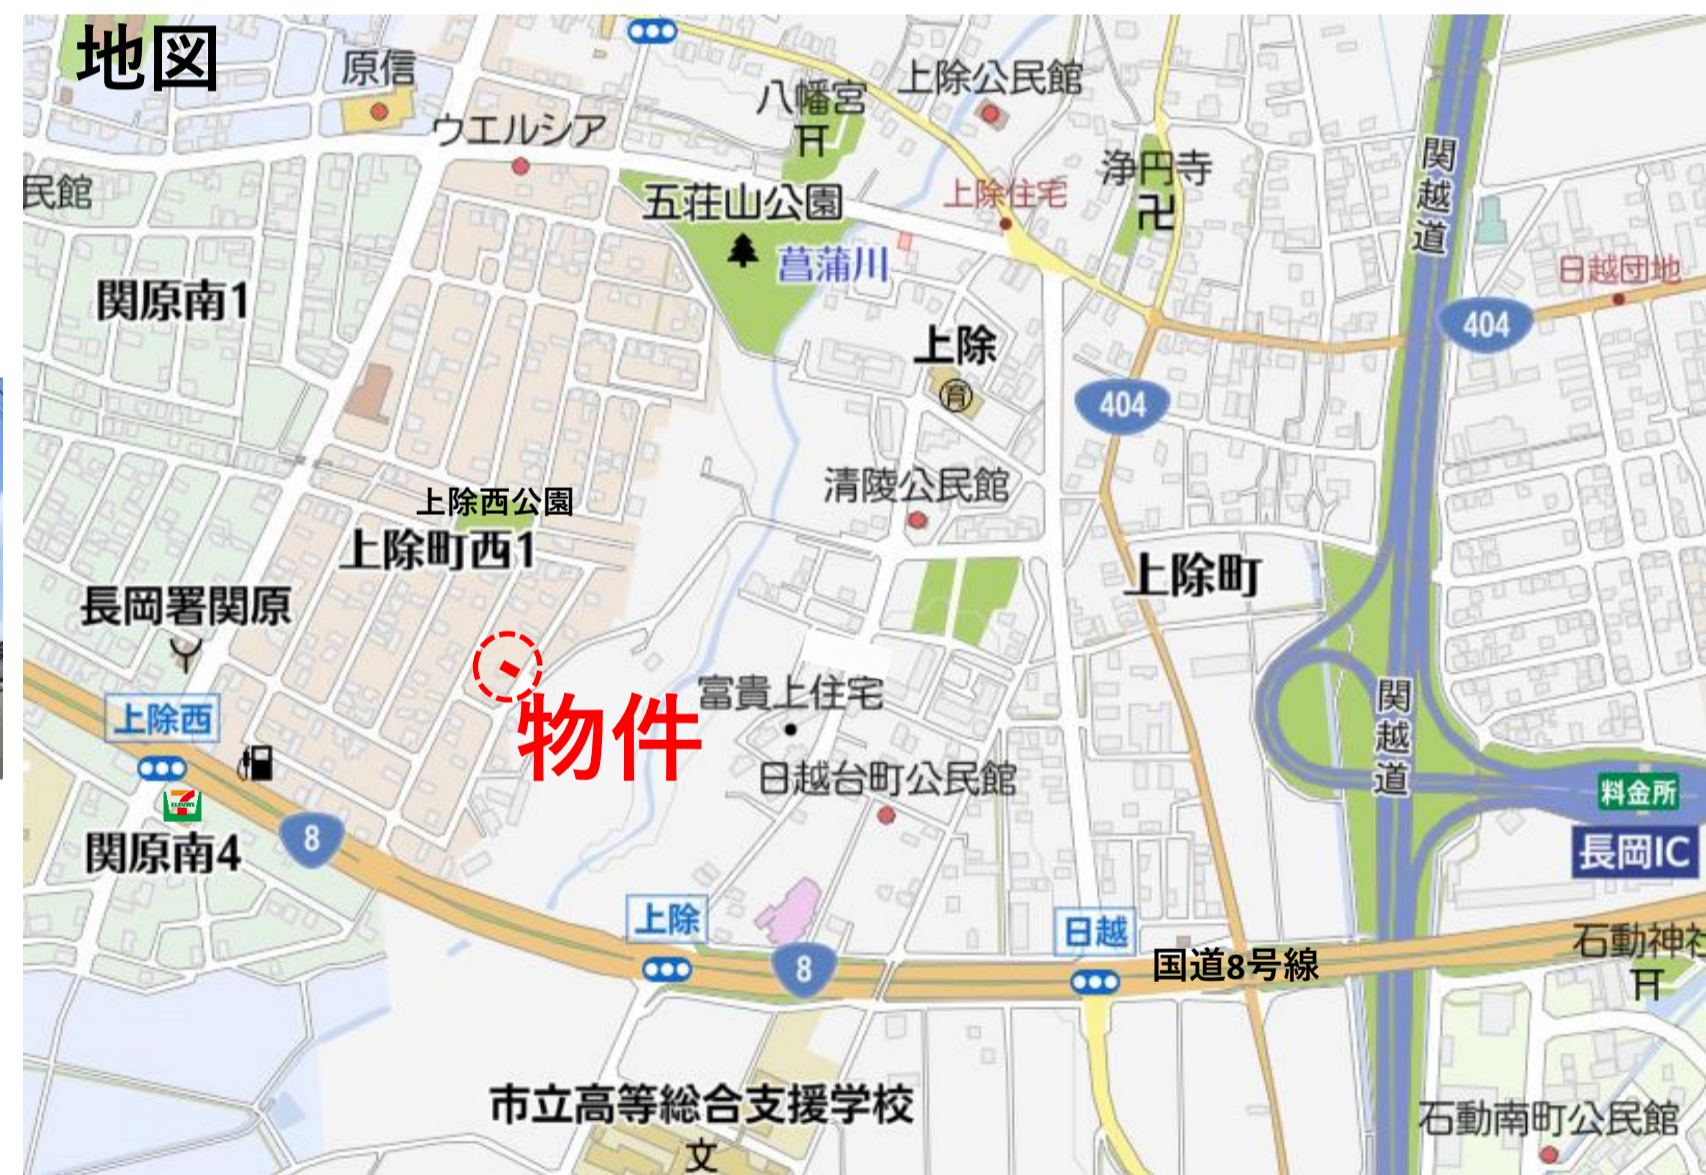 地図
原信
ウエルシア
八幡宮
上除公民館
浄円寺
関越道
民館
五荘山公園
上除住宅
菖蒲川
日越団地
関原南1
404
上除
育
404
清陵公民館
上除西公園
上除町西1
上除町
長岡署関原
物件
富貴上住宅
関越道
上除西
日越台町公民館
料金所
7
ELEVEN
8
関原南4
長岡IC
上除
日越
国道8号線
8
石動神社
市立高等総合支援学校
文
石動南町公民館